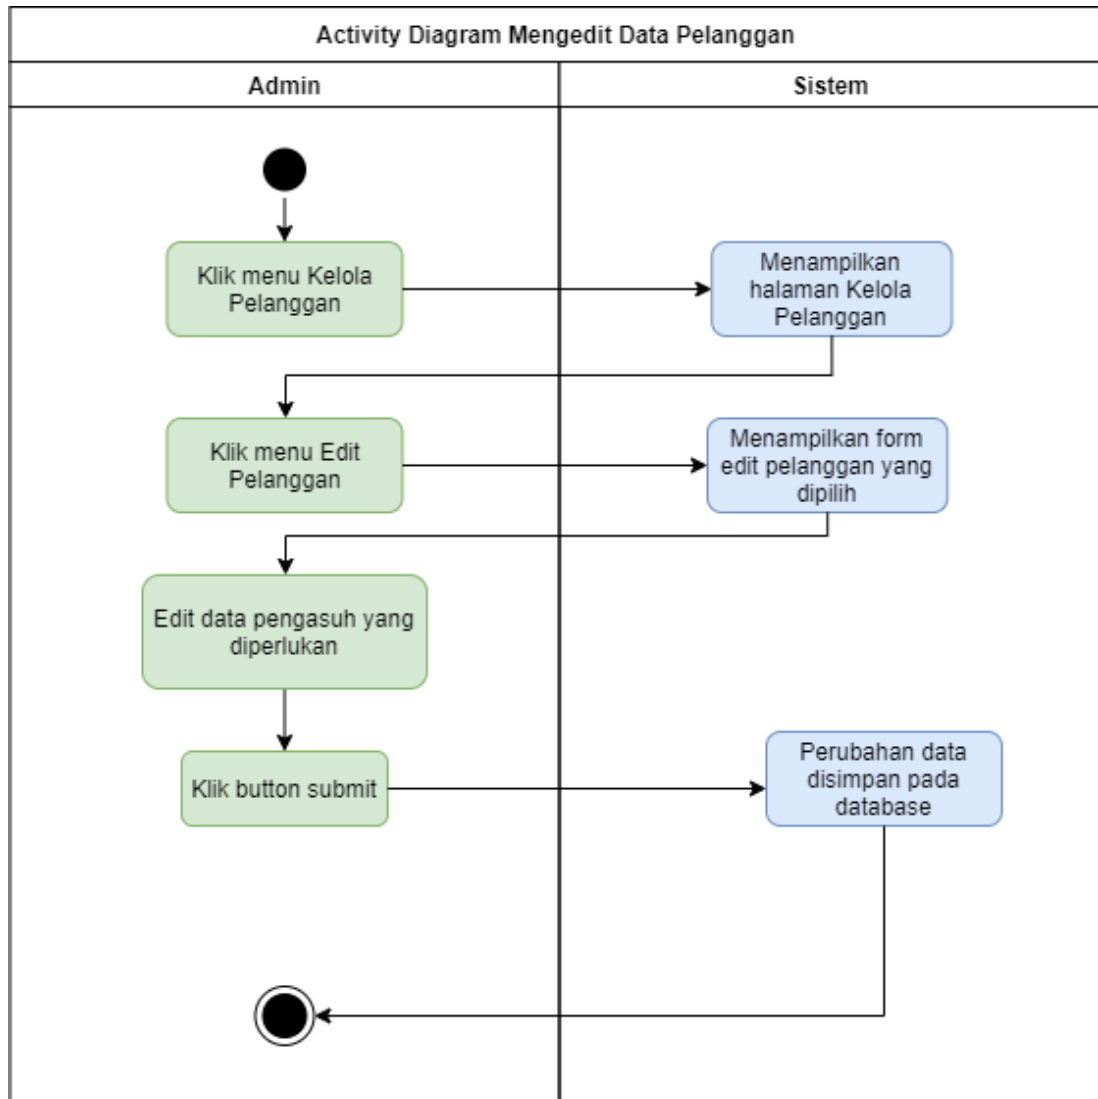 Activity Diagram Mengedit Data Pelanggan
Admin
Sistem
Klik menu Kelola
Pelanggan
Menampilkan
halaman Kelola
Pelanggan
Klik menu Edit
Pelanggan
Menampilkan form
edit pelanggan yang
dipilih
Edit data pengasuh yang
diperlukan
Klik button submit
Perubahan data
disimpan pada
database